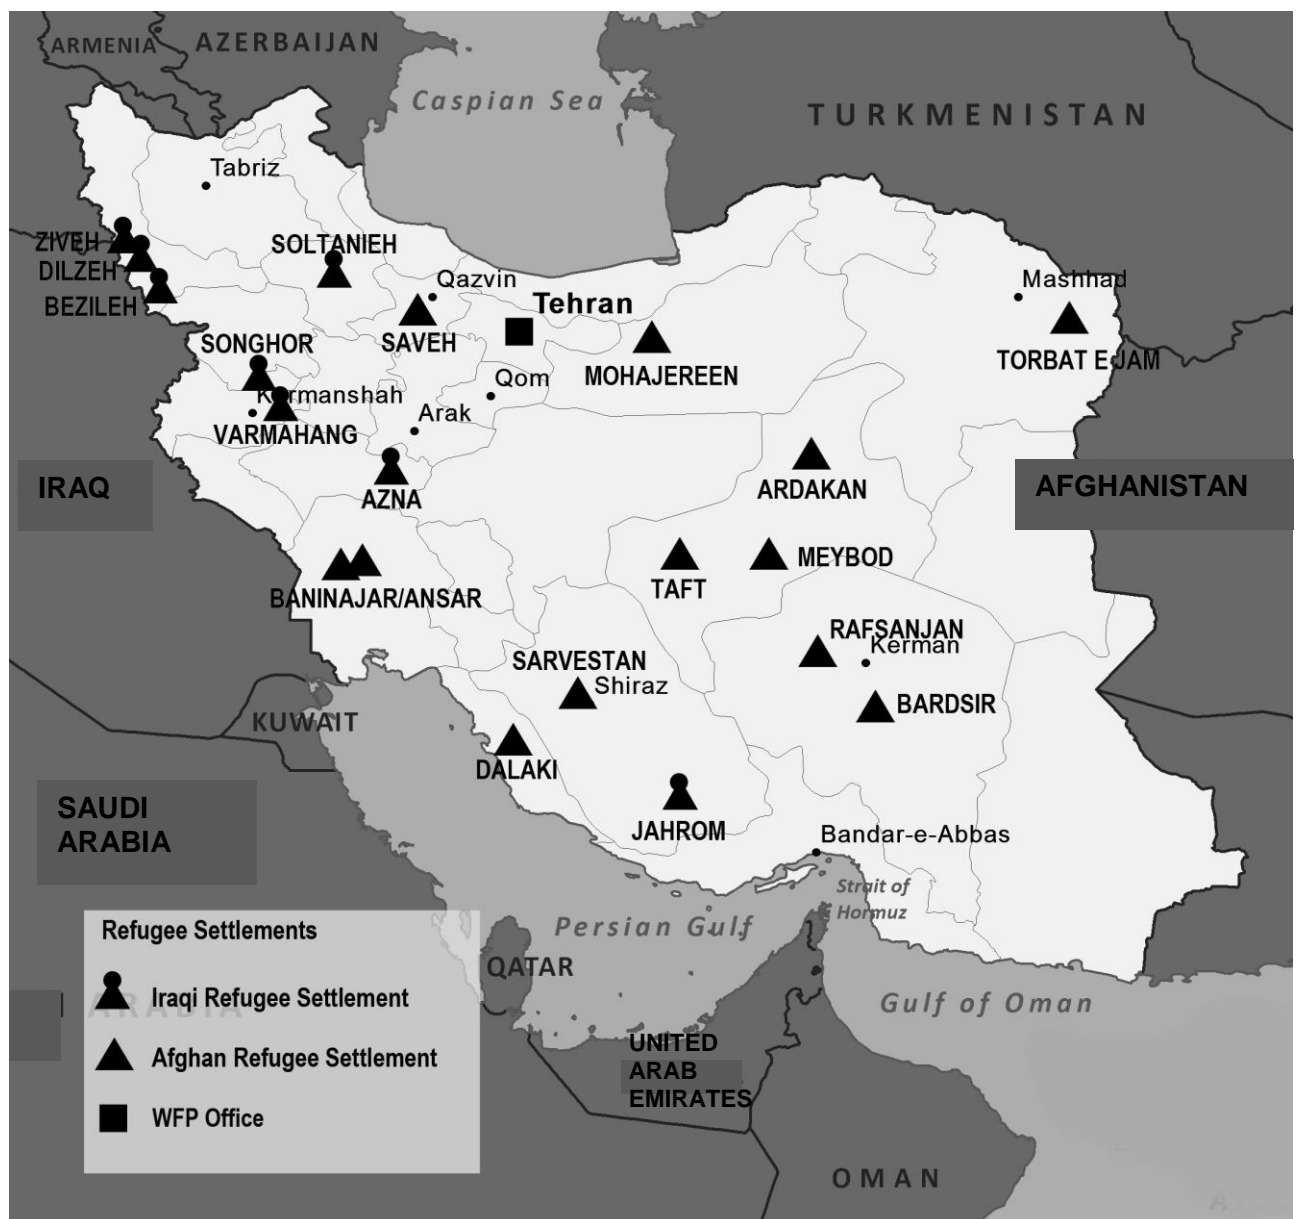 ARMENIA
AZERBAIJAN
Caspian Sea
TURKMENISTAN
Tabriz
ZIVEH
DILZEH
BEZILEH
SOLTANIEH
Qazvin
Tehran
SAVEH
Mashhad
TORBAT E JAM
SONGHOR
MOHAJEREEN
Qom
Kermanshah
VARMAHANG
Arak
AZNA
IRAQ
ARDAKAN
AFGHANISTAN
TAFT
MEYBOD
BANINAJAR/ANSAR
RAFSANJAN
Kerman
SARVESTAN
Shiraz
BARDSIR
KUWAIT
DALAKI
SAUDI
ARABIA
JAHROM
Bandar-e-Abbas
Strait of
Hormuz
Persian Gulf
QATAR
Gulf of Oman
UNITED
ARAB
EMIRATES
OMAN
Refugee Settlements
Iraqi Refugee Settlement
ARABIA
Afghan Refugee Settlement
WFP Office
A